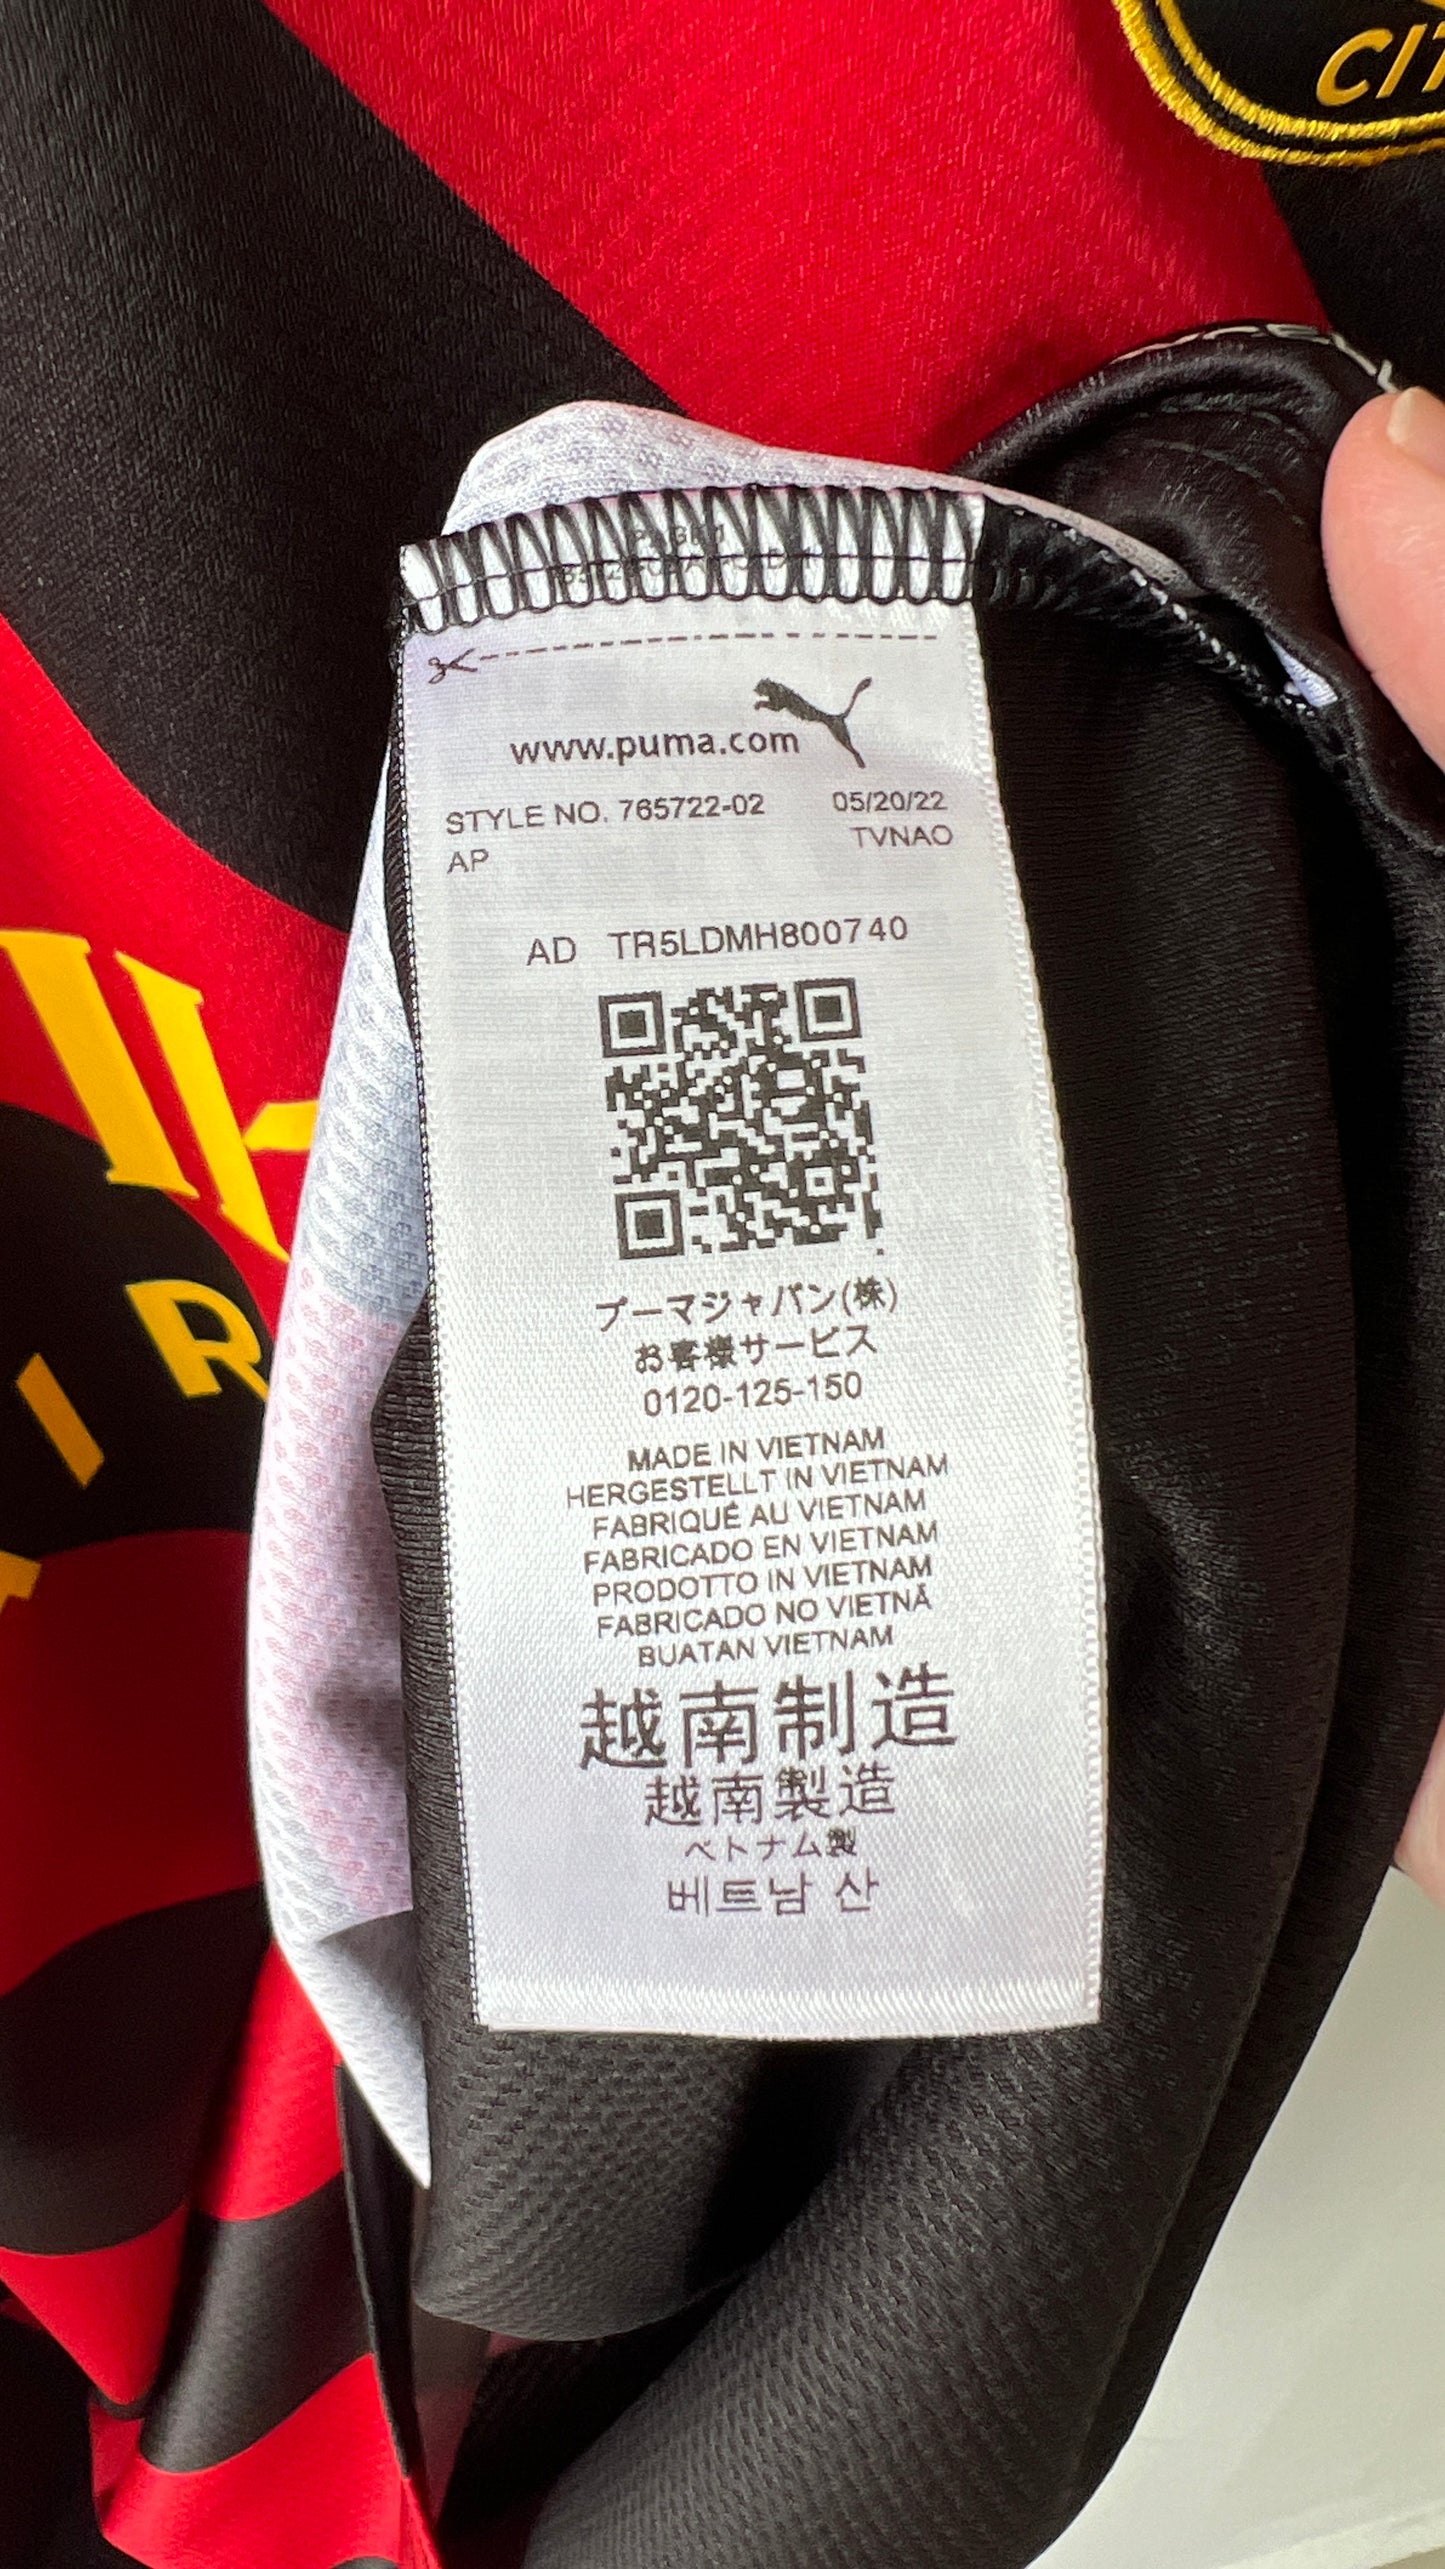 CIT
www.puma.com
STYLE NO. 765722-02 05/20/22
AP TVNAO
AD TR5LDMH800740
プーマジャパン(株)
お客様サービス
0120-125-150
MADE IN VIETNAM
HERGESTELLT IN VIETNAM
FABRIQUÉ AU VIETNAM
FABRICADO EN VIETNAM
PRODOTTO IN VIETNAM
FABRICADO NO VIETNÃ
BUATAN VIETNAM
越南制造
越南製造
ベトナム製
베트남 산
IR